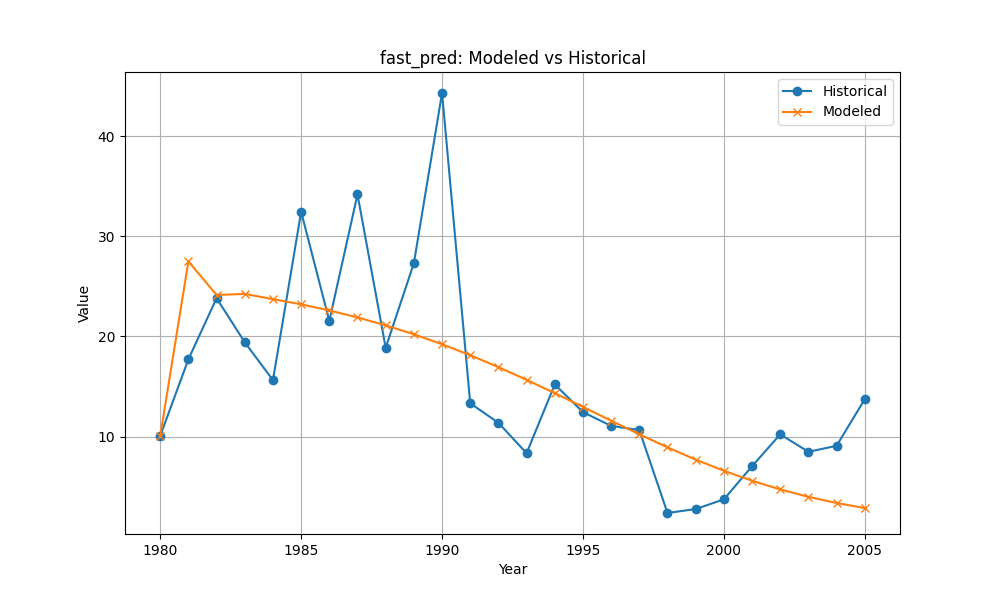 fast_pred: Modeled vs Historical
Historical
Modeled
Value
40
30
20
10
1980
1985
1990
1995
2000
2005
Year